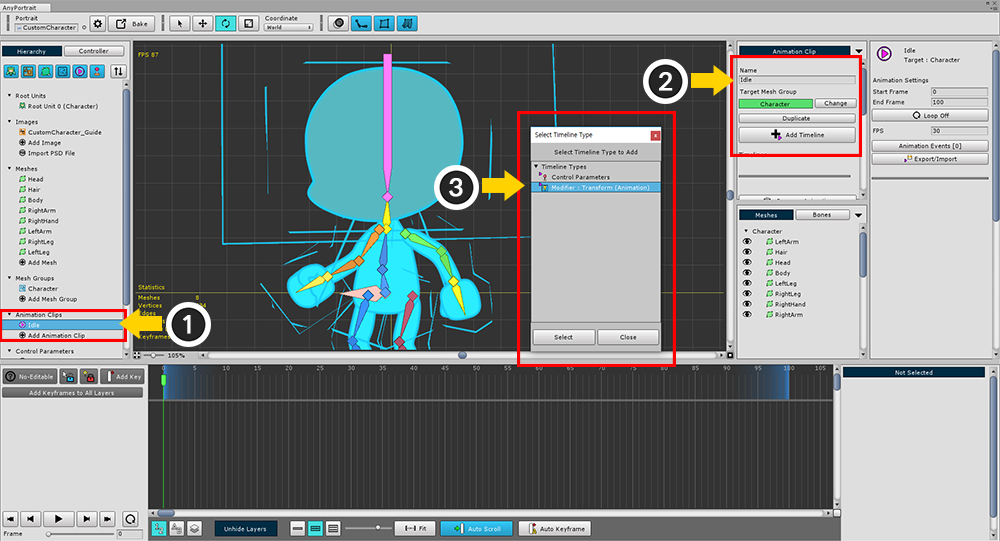 AnyPortrait
Portrait
Coordinate
CustomCharacter
Bake
World
Hierarchy
Controller
Root Units
Root Unit 0 (Character)
Images
CustomCharacter_Guide
Add Image
Import PSD File
Meshes
Head
Hair
Body
RightArm
RightHand
LeftArm
RightLeg
LeftLeg
Add Mesh
Mesh Groups
Character
Add Mesh Group
Animation Clips
Idle
Add Animation Clip
Control Parameters
1
FPS 87
Statistics
Meshes 8
Vertices
Edges
Keyframes
105%
2
3
Select Timeline Type
x
Select Timeline Type to Add
Timeline Types
Control Parameters
Modifier : Transform (Animation)
Select
Close
Animation Clip
Name
Idle
Target Mesh Group
Character
Change
Duplicate
Add Timeline
Meshes
Bones
Character
LeftArm
Hair
Head
Body
LeftLeg
RightLeg
RightHand
RightArm
Idle
Target : Character
Animation Settings
Start Frame 0
End Frame 100
Loop Off
FPS 30
Animation Events [0]
Export/Import
No-Editable
Add Key
Add Keyframes to All Layers
0 5 10 15 20 25 30 35 40 45 50 55 60 65 70 75 80 85 90 95 100 105
Not Selected
Frame 0
Unhide Layers
Fit
Auto Scroll
Auto Keyframe